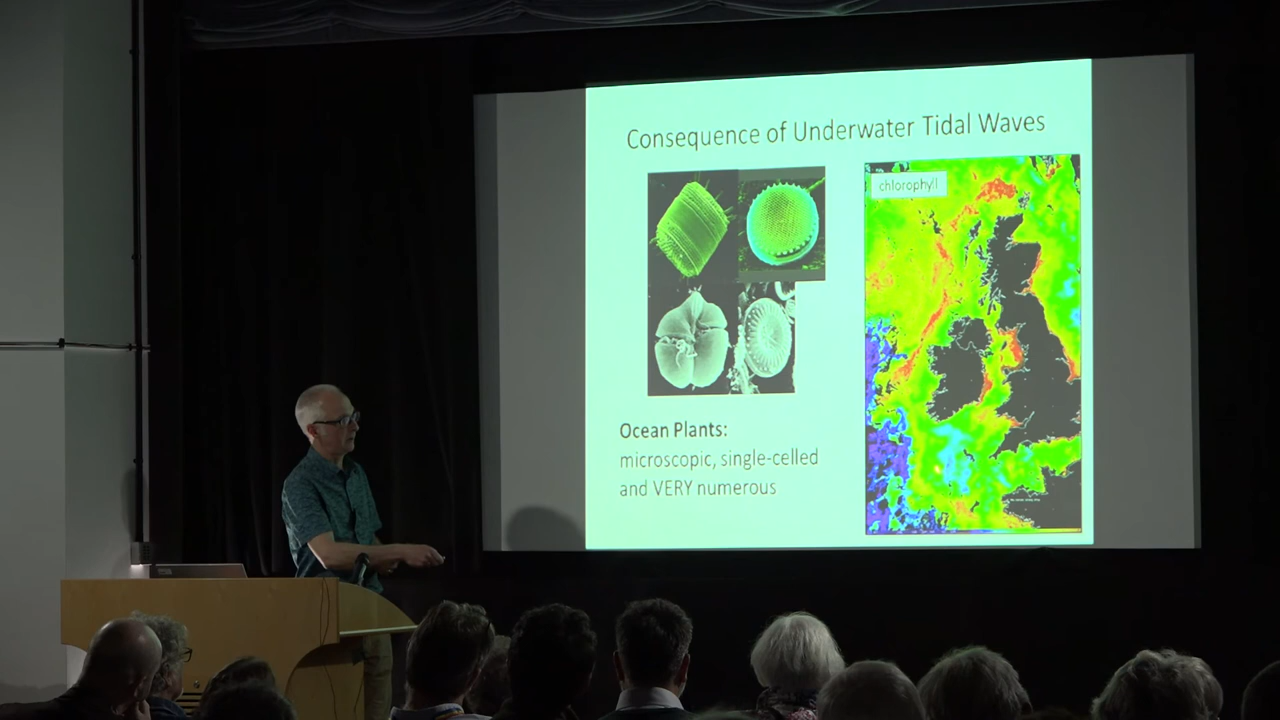 Consequence of Underwater Tidal Waves
chlorophyll
Ocean Plants:
microscopic, single-celled
and VERY numerous